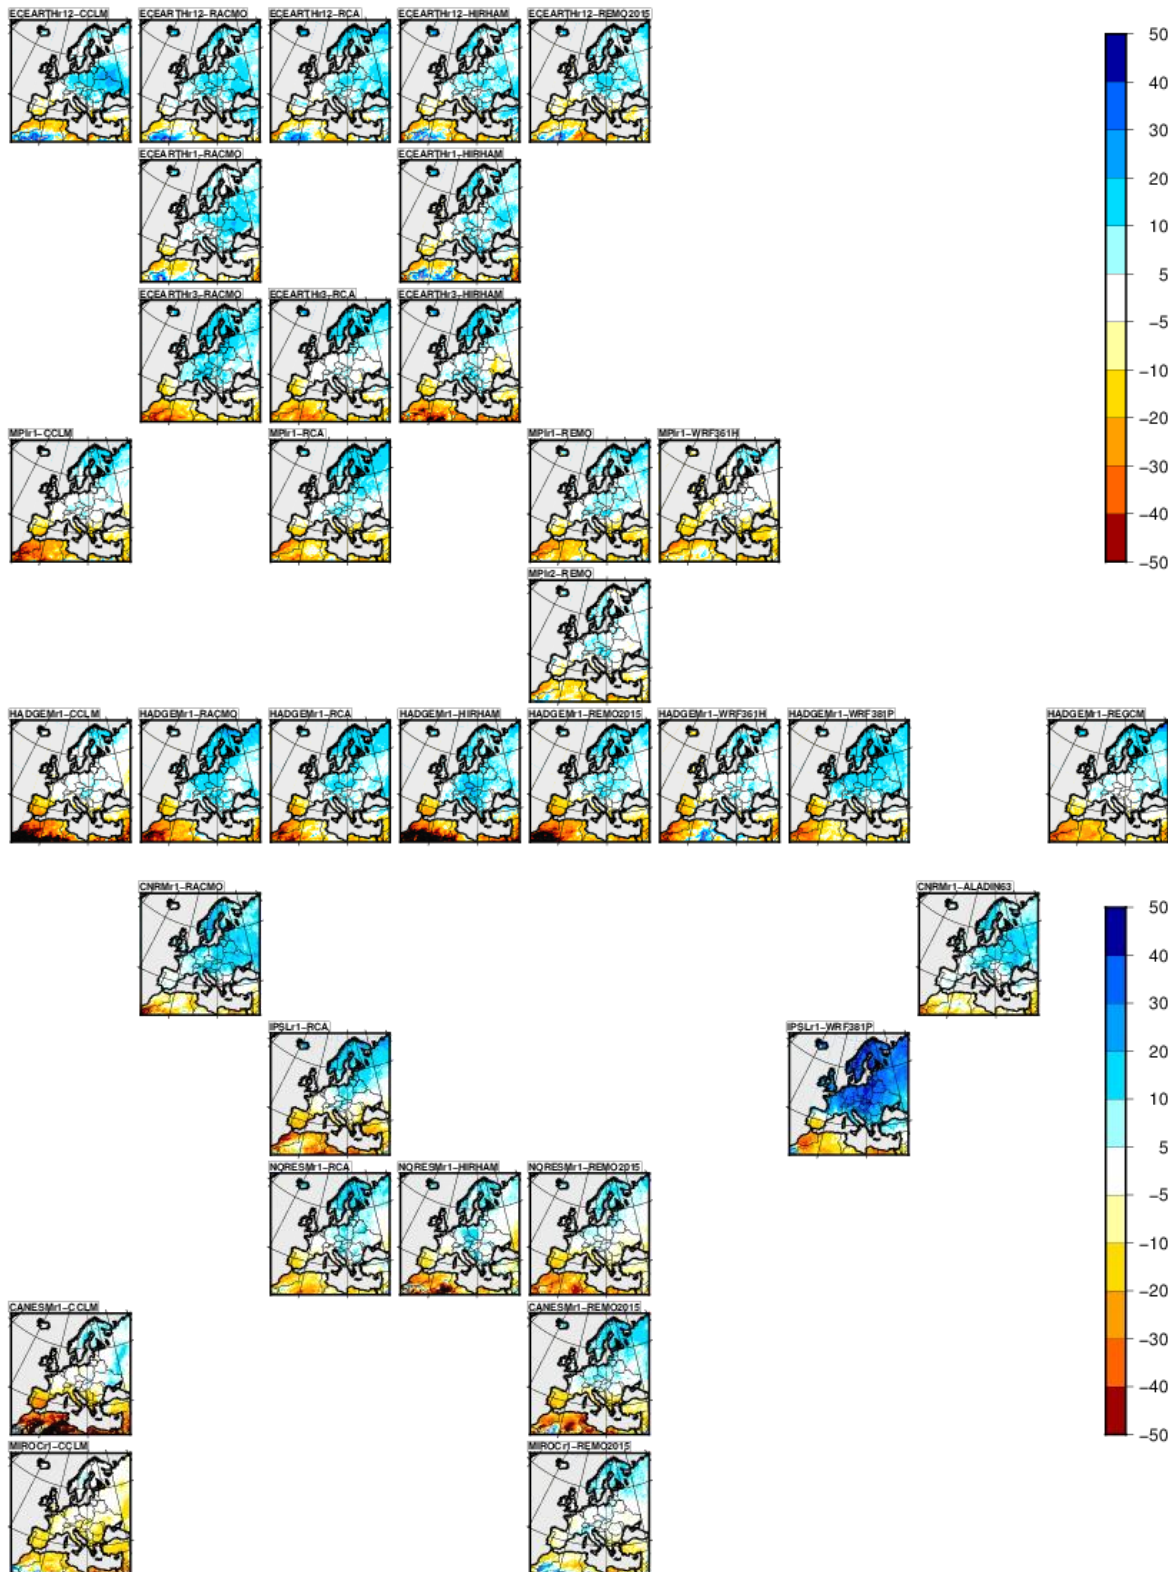 ECEARTHr12-CCLM ECEARTHr12-RACMO ECEARTHr12-RCA ECEARTHr12-HIRHAM ECEARTHr12-REMO2015
ECEARTHr1-RACMO ECEARTHr1-HIRHAM
ECEARTHr3-RACMO ECEARTHr3-RCA ECEARTHr3-HIRHAM
MPIr1-CCLM MPIr1-RCA MPIr1-REMO MPIr1-WRF361H
MPIr2-REMO
50
40
30
20
10
5
-5
-10
-20
-30
-40
-50
HADGEMr1-CCLM HADGEMr1-RACMO HADGEMr1-RCA HADGEMr1-HIRHAM HADGEMr1-REMO2015 HADGEMr1-WRF361H HADGEMr1-WRF381P HADGEMr1-REGCM
CNRMr1-RACMO CNRMr1-ALADIN63
IPSLr1-RCA IPSLr1-WRF381P
NORESMr1-RCA NORESMr1-HIRHAM NORESMr1-REMO2015
CANESMr1-CCLM CANESMr1-REMO2015
MIROCr1-CCLM MIROCr1-REMO2015
50
40
30
20
10
5
-5
-10
-20
-30
-40
-50